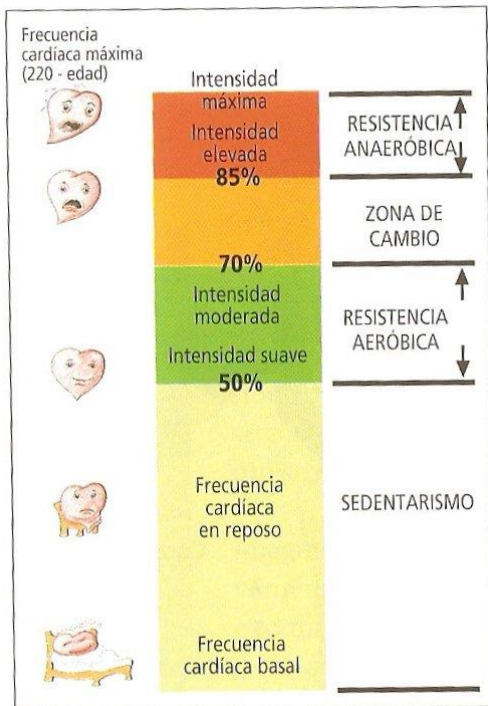 Frecuencia
cardíaca máxima
(220 - edad)
Intensidad
máxima
Intensidad
elevada
85%
RESISTENCIA
ANAERÓBICA
ZONA DE
CAMBIO
70%
Intensidad
moderada
RESISTENCIA
AERÓBICA
Intensidad suave
50%
Frecuencia
cardíaca
en reposo
SEDENTARISMO
Frecuencia
cardíaca basal